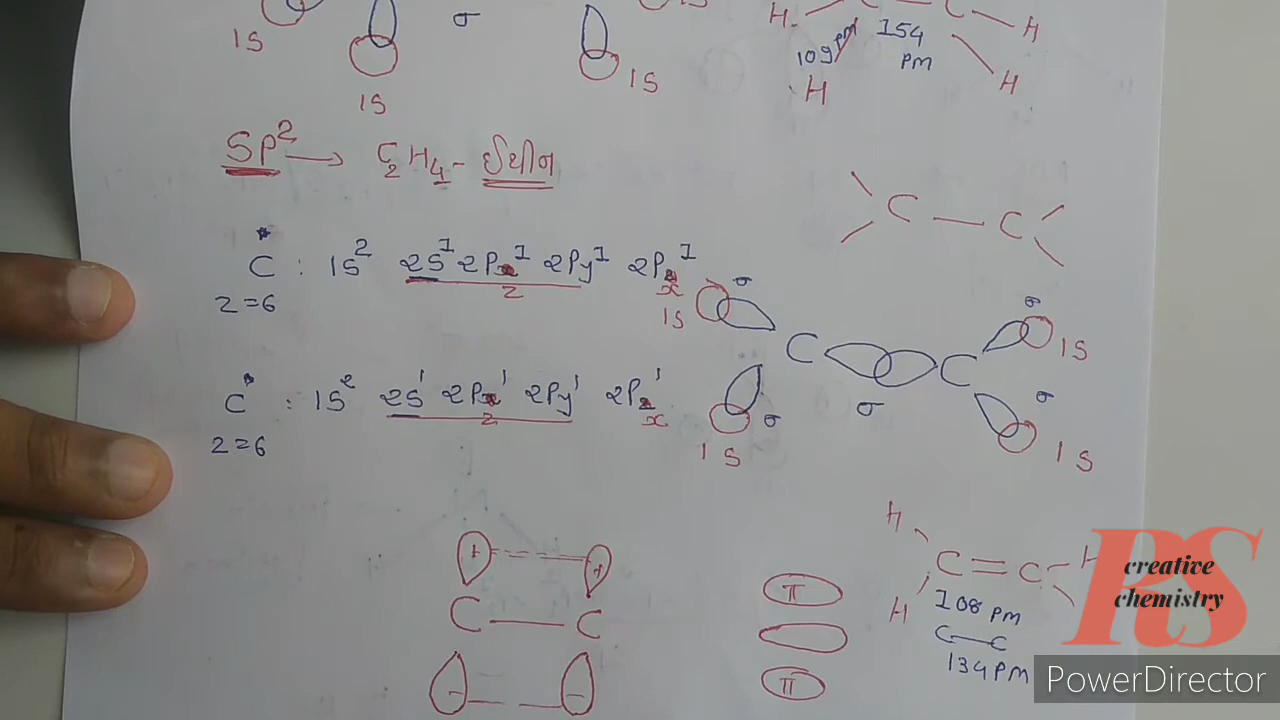 1S
σ
1S
1S
1S
H
109 pm
154 pm
H
H
H
SP² → C₂H₄ - ઈથીન
C — C
C* : 1S² 2S¹ 2Pz¹ 2Py¹ 2Px¹
Z=6
1S σ
C C
σ 1S
σ
C* : 1S² 2S¹ 2Pz¹ 2Py¹ 2Px¹
Z=6
1S σ
σ 1S
+ +
C — C
- -
π
π
H
C = C - H
H
108 pm
C — C
134 pm
RS
creative
chemistry
PowerDirector